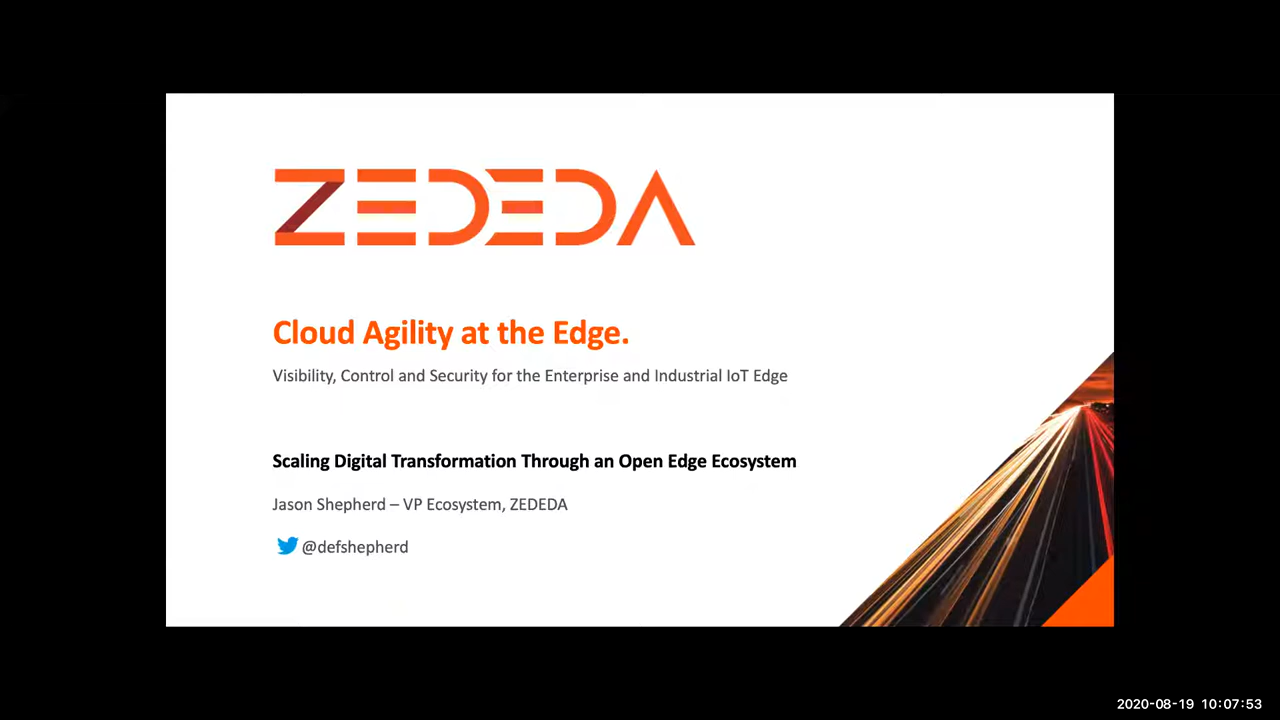 ZEDEDA
Cloud Agility at the Edge.
Visibility, Control and Security for the Enterprise and Industrial IoT Edge
Scaling Digital Transformation Through an Open Edge Ecosystem
Jason Shepherd – VP Ecosystem, ZEDEDA
@defshepherd
2020-08-19 10:07:53